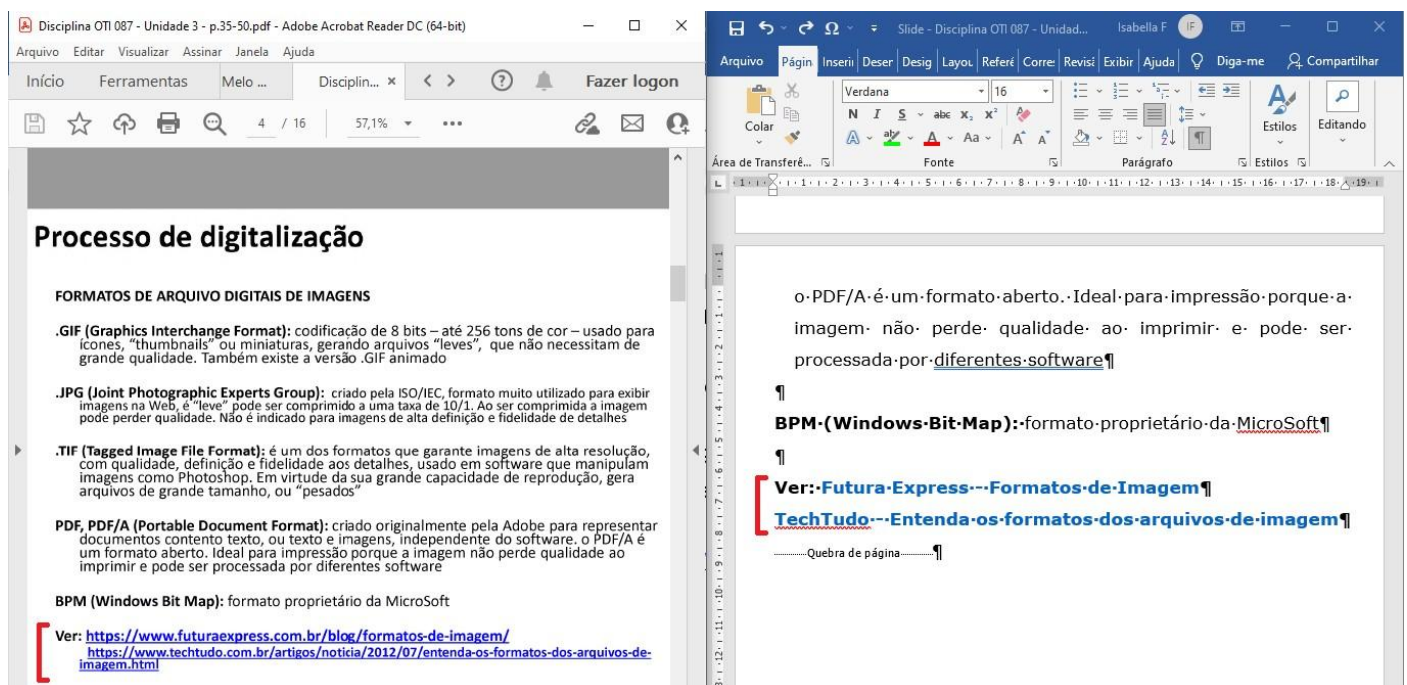 Disciplina OTI 087 - Unidade 3 - p.35-50.pdf - Adobe Acrobat Reader DC (64-bit)
Arquivo Editar Visualizar Assinar Janela Ajuda
Início Ferramentas Melo ... Disciplin... × Fazer logon
4 / 16 57,1%
Processo de digitalização
FORMATOS DE ARQUIVO DIGITAIS DE IMAGENS
.GIF (Graphics Interchange Format): codificação de 8 bits – até 256 tons de cor – usado para
ícones, “thumbnails” ou miniaturas, gerando arquivos “leves”, que não necessitam de
grande qualidade. Também existe a versão .GIF animado
.JPG (Joint Photographic Experts Group): criado pela ISO/IEC, formato muito utilizado para exibir
imagens na Web, é “leve” pode ser comprimido a uma taxa de 10/1. Ao ser comprimida a imagem
pode perder qualidade. Não é indicado para imagens de alta definição e fidelidade de detalhes
.TIF (Tagged Image File Format): é um dos formatos que garante imagens de alta resolução,
com qualidade, definição e fidelidade aos detalhes, usado em software que manipulam
imagens como Photoshop. Em virtude da sua grande capacidade de reprodução, gera
arquivos de grande tamanho, ou “pesados”
PDF, PDF/A (Portable Document Format): criado originalmente pela Adobe para representar
documentos contento texto, ou texto e imagens, independente do software. o PDF/A é
um formato aberto. Ideal para impressão porque a imagem não perde qualidade ao
imprimir e pode ser processada por diferentes software
BPM (Windows Bit Map): formato proprietário da MicroSoft
Ver: https://www.futuraexpress.com.br/blog/formatos-de-imagem/
https://www.techtudo.com.br/artigos/noticia/2012/07/entenda-os-formatos-dos-arquivos-de-
imagem.html
Slide - Disciplina OTI 087 - Unidad... Isabella F IF
Arquivo Págin Inserii Deser Desig Layou Referê Corre Revisã Exibir Ajuda Diga-me Compartilhar
Colar
Verdana 16
N I S abc x₂ x²
A aby A Aa A A
Estilos
Editando
Área de Transferê... Fonte Parágrafo Estilos
o PDF/A é um formato aberto. Ideal para impressão porque a
imagem não perde qualidade ao imprimir e pode ser
processada por diferentes software¶
¶
BPM (Windows Bit Map): formato proprietário da MicroSoft¶
¶
Ver: Futura Express - Formatos de Imagem¶
TechTudo - Entenda os formatos dos arquivos de imagem¶
Quebra de página¶